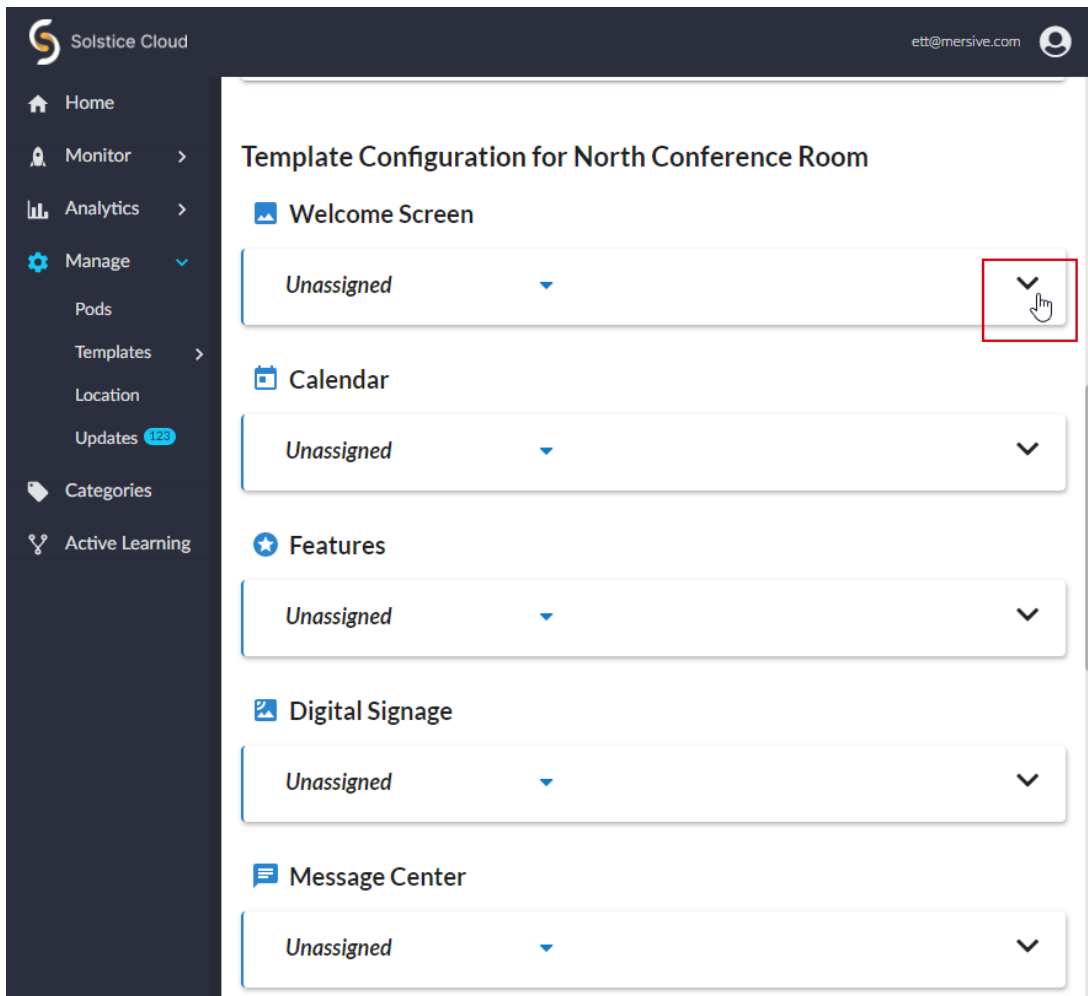 Solstice Cloud
ett@mersive.com
Home
Monitor
Analytics
Manage
Pods
Templates
Location
Updates 123
Categories
Active Learning
Template Configuration for North Conference Room
Welcome Screen
Unassigned
Calendar
Unassigned
Features
Unassigned
Digital Signage
Unassigned
Message Center
Unassigned